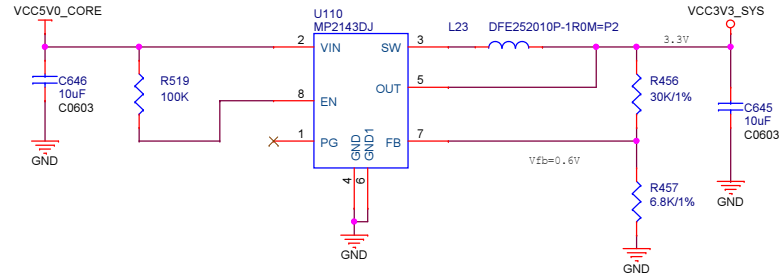 VCC5V0_CORE
VCC3V3_SYS
U110
MP2143DJ
L23
DFE252010P-1R0M=P2
2
VIN
SW
3
3.3V
C646
10uF
C0603
R519
100K
OUT
5
R456
30K/1%
8
EN
C645
10uF
C0603
1
PG
GND
GND1
FB
7
Vfb=0.6V
GND
4
6
R457
6.8K/1%
GND
GND
GND